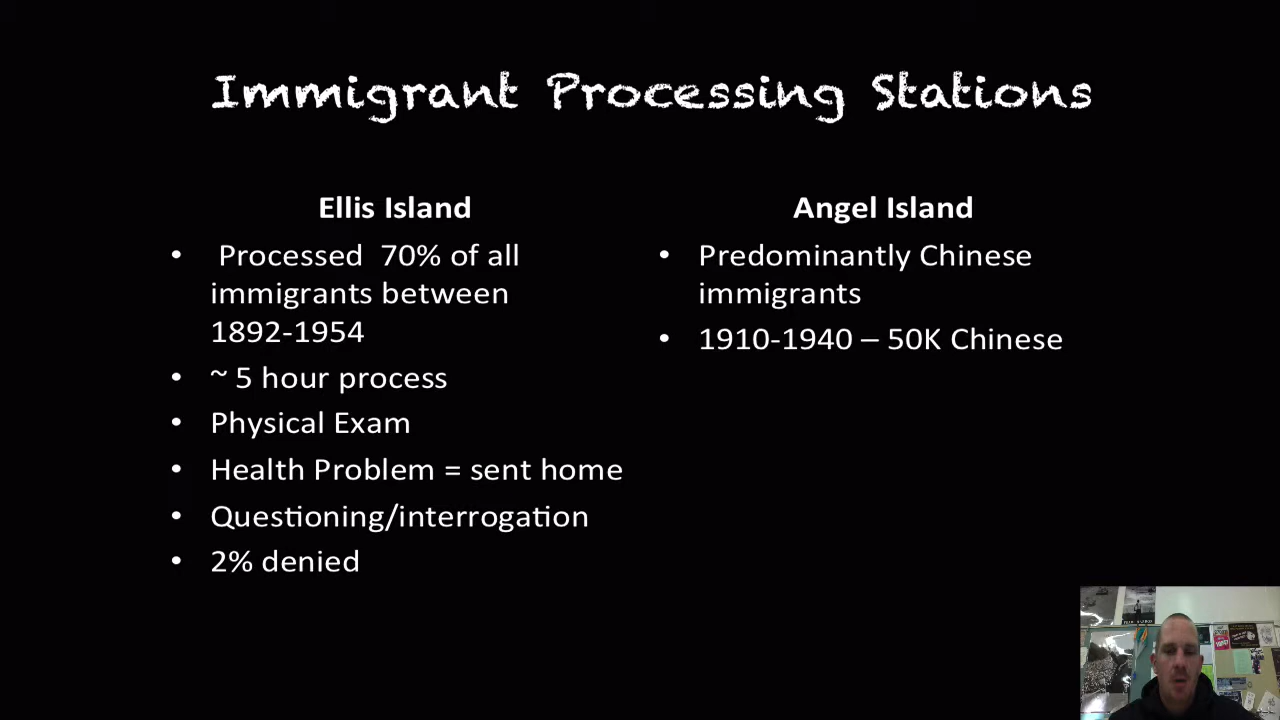 Immigrant Processing Stations
Ellis Island
• Processed 70% of all
immigrants between
1892-1954
• ~ 5 hour process
• Physical Exam
• Health Problem = sent home
• Questioning/interrogation
• 2% denied
Angel Island
• Predominantly Chinese
immigrants
• 1910-1940 – 50K Chinese